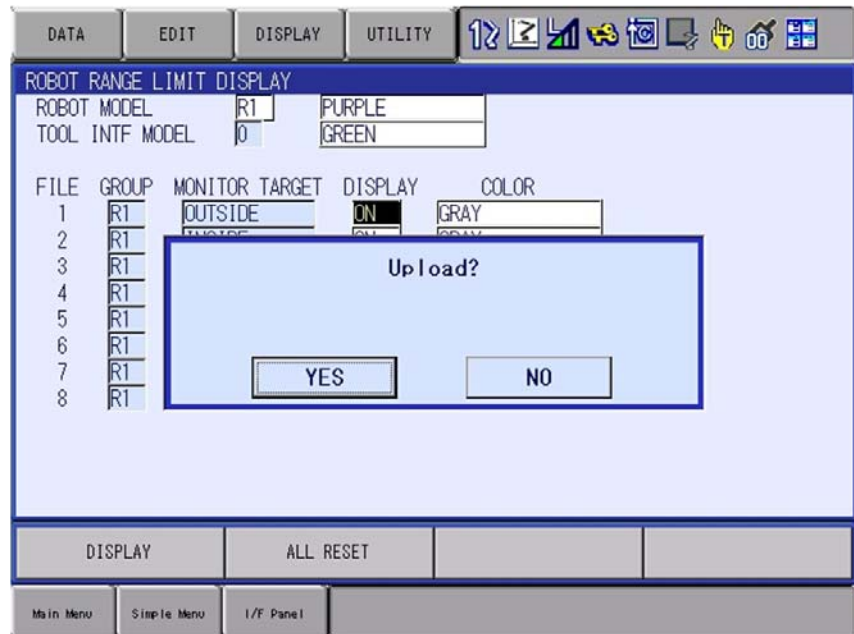 DATA EDIT DISPLAY UTILITY
ROBOT RANGE LIMIT DISPLAY
ROBOT MODEL R1 PURPLE
TOOL INTF MODEL 0 GREEN
FILE GROUP MONITOR TARGET DISPLAY COLOR
1 R1 OUTSIDE ON GRAY
2 R1
3 R1
4 R1
5 R1
6 R1
7 R1
8 R1
Upload?
YES NO
DISPLAY ALL RESET
Main Menu Simple Menu I/F Panel